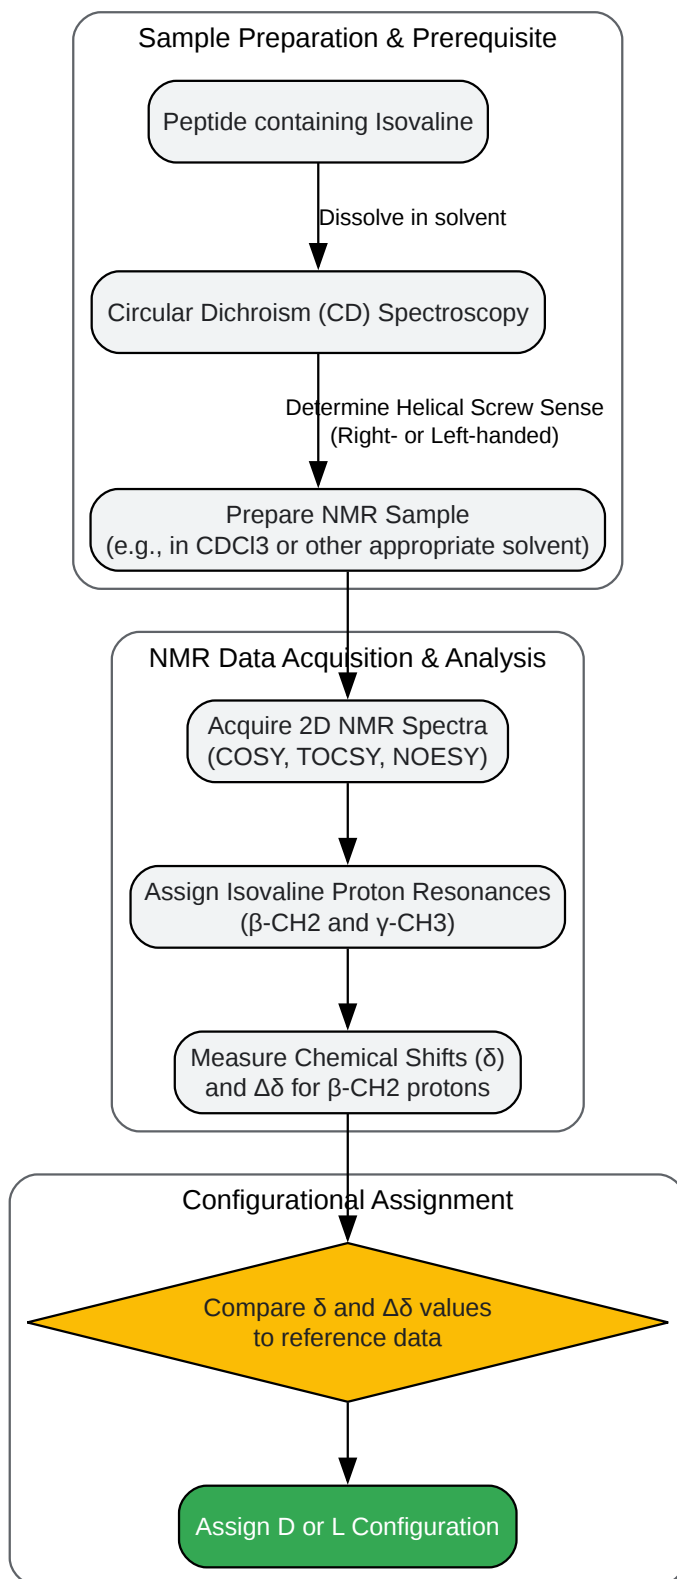 Sample Preparation & Prerequisite
Peptide containing Isovaline
Dissolve in solvent
Circular Dichroism (CD) Spectroscopy
Determine Helical Screw Sense
(Right- or Left-handed)
Prepare NMR Sample
(e.g., in CDCl3 or other appropriate solvent)
NMR Data Acquisition & Analysis
Acquire 2D NMR Spectra
(COSY, TOCSY, NOESY)
Assign Isovaline Proton Resonances
(β-CH2 and γ-CH3)
Measure Chemical Shifts (δ)
and Δδ for β-CH2 protons
Configurational Assignment
Compare δ and Δδ values
to reference data
Assign D or L Configuration